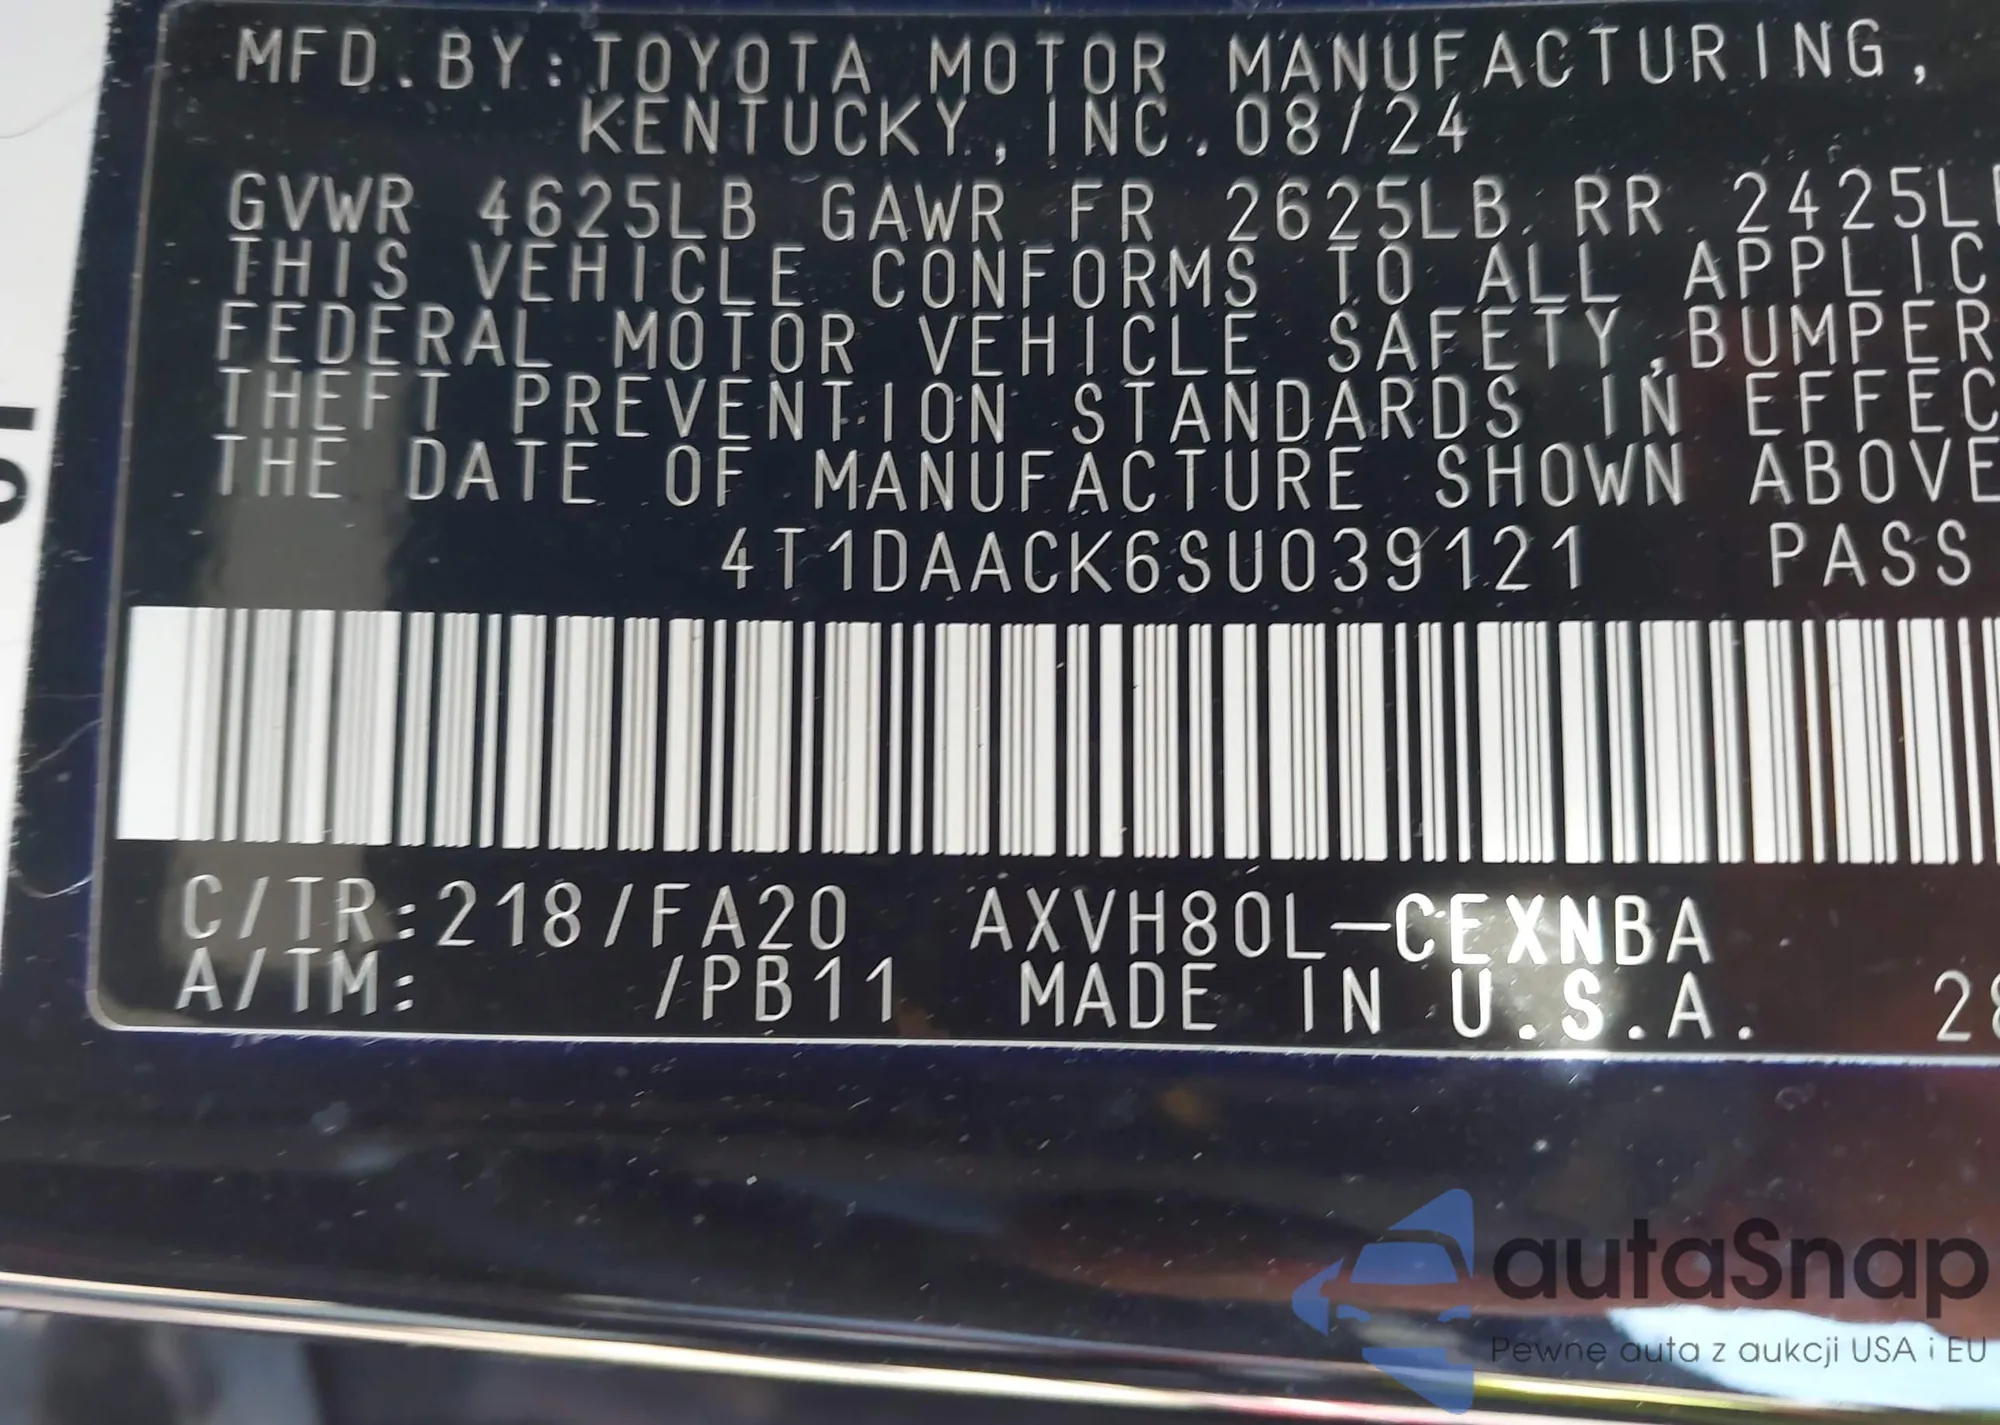 MFD.BY:TOYOTA MOTOR MANUFACTURING,
KENTUCKY, INC. 08/24
GVWR 4625LB GAWR FR 2625LB RR 2425L
THIS VEHICLE CONFORMS TO ALL APPLIC
FEDERAL MOTOR VEHICLE SAFETY, BUMPER
THEFT PREVENTION STANDARDS IN EFFEC
THE DATE OF MANUFACTURE SHOWN ABOVE
4T1DAACK6SU039121 PASS
C/TR:218/FA20 AXVH80L-CEXNBA
A/TM: /PB11 MADE IN U.S.A. 28
autaSnap
Pewne auta z aukcji USA i EU